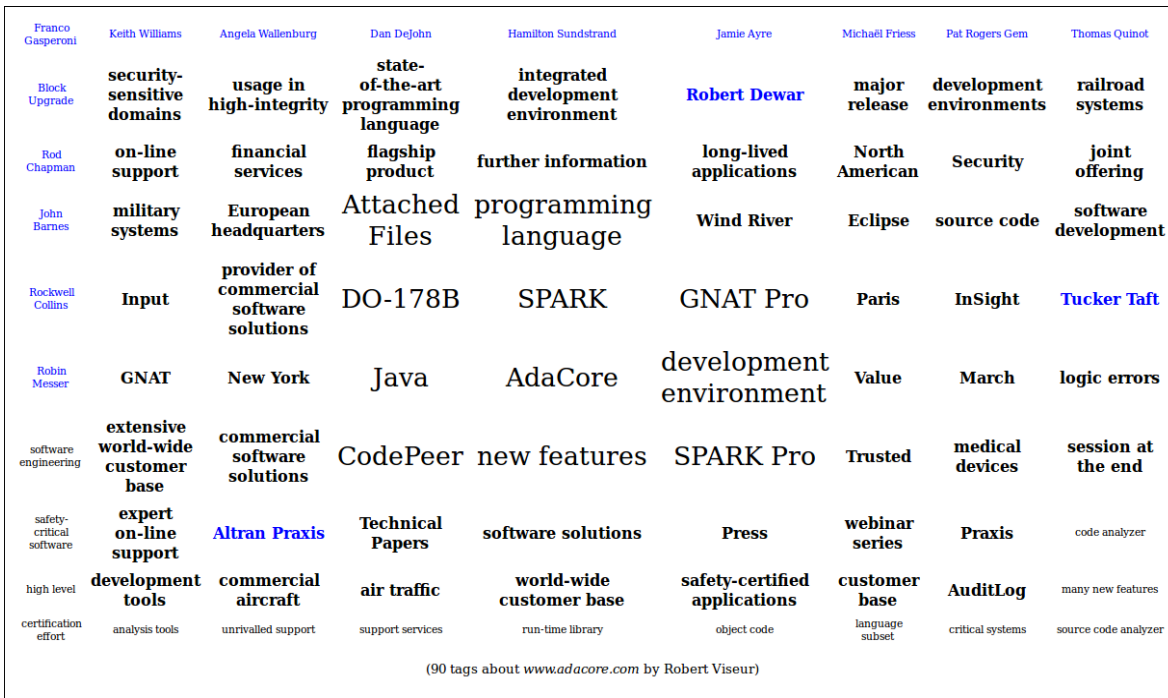 Franco
Gasperoni
Keith Williams
Angela Wallenburg
Dan DeJohn
Hamilton Sundstrand
Jamie Ayre
Michaël Friess
Pat Rogers Gem
Thomas Quinot
Block
Upgrade
security-
sensitive
domains
usage in
high-integrity
state-
of-the-art
programming
language
integrated
development
environment
Robert Dewar
major
release
development
environments
railroad
systems
Rod
Chapman
on-line
support
financial
services
flagship
product
further information
long-lived
applications
North
American
Security
joint
offering
John
Barnes
military
systems
European
headquarters
Attached
Files
programming
language
Wind River
Eclipse
source code
software
development
Rockwell
Collins
Input
provider of
commercial
software
solutions
DO-178B
SPARK
GNAT Pro
Paris
InSight
Tucker Taft
Robin
Messer
GNAT
New York
Java
AdaCore
development
environment
Value
March
logic errors
software
engineering
extensive
world-wide
customer
base
commercial
software
solutions
CodePeer
new features
SPARK Pro
Trusted
medical
devices
session at
the end
safety-
critical
software
expert
on-line
support
Altran Praxis
Technical
Papers
software solutions
Press
webinar
series
Praxis
code analyzer
high level
development
tools
commercial
aircraft
air traffic
world-wide
customer base
safety-certified
applications
customer
base
AuditLog
many new features
certification
effort
analysis tools
unrivalled support
support services
run-time library
object code
language
subset
critical systems
source code analyzer
(90 tags about www.adacore.com by Robert Viseur)